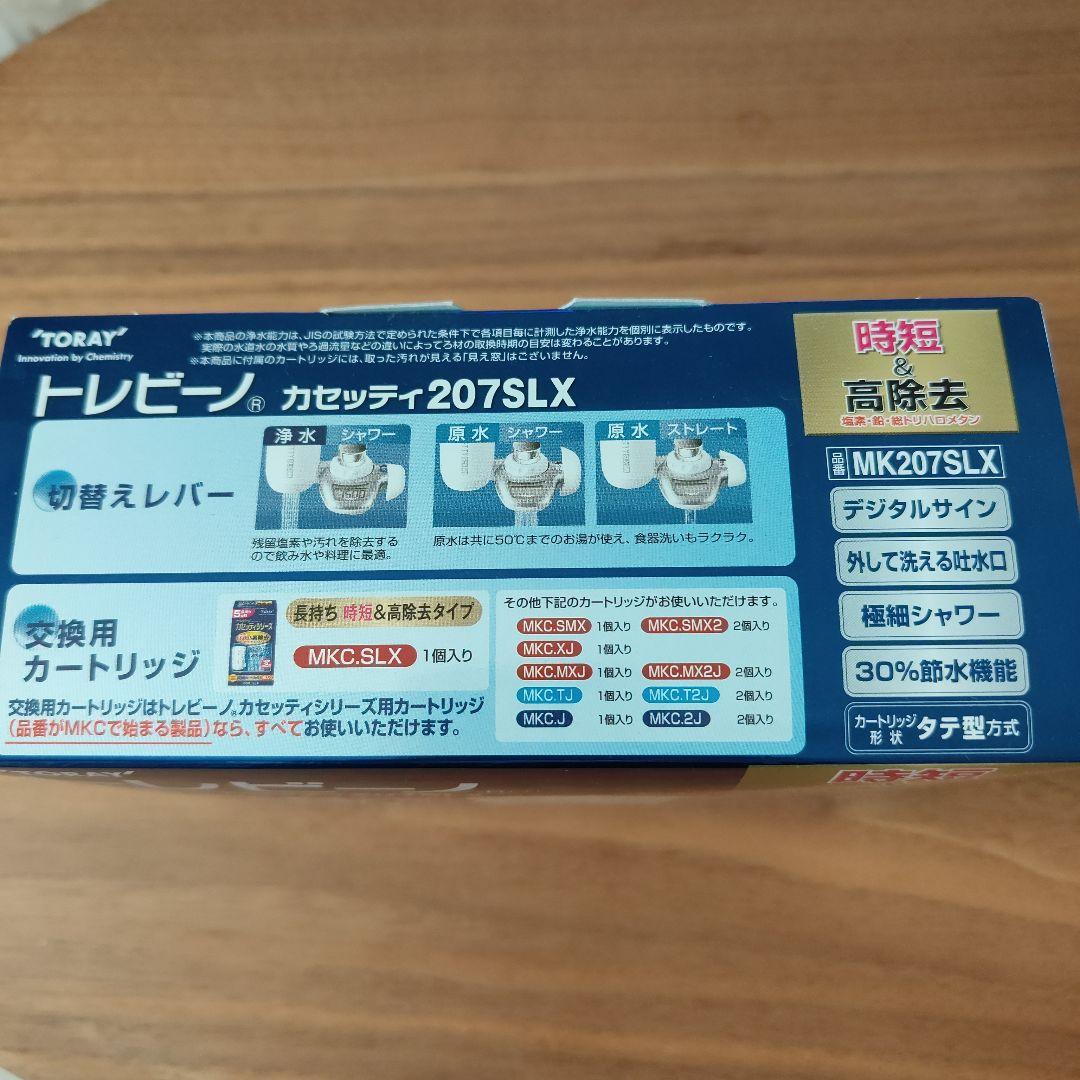 'TORAY'
Innovation by Chemistry
※本商品の浄水能力は、JISの試験方法で定められた条件下で各項目毎に計測した浄水能力を個別に表示したものです。
実際の水道水の水質やろ過流量などの違いによってろ材の取換時期の目安は変わることがあります。
※本商品に付属のカートリッジには、取った汚れが見える「見え窓」はございません。
トレビーノ® カセッティ207SLX
時短
&
高除去
塩素・鉛・総トリハロメタン
品番 MK207SLX
デジタルサイン
外して洗える吐水口
極細シャワー
30%節水機能
カートリッジ形状 タテ型方式
切替えレバー
浄水 シャワー
残留塩素や汚れを除去する
ので飲み水や料理に最適。
原水 シャワー
原水 ストレート
原水は共に50℃までのお湯が使え、食器洗いもラクラク。
交換用
カートリッジ
長持ち 時短&高除去タイプ
MKC.SLX 1個入り
交換用カートリッジはトレビーノ®カセッティシリーズ用カートリッジ
(品番がMKCで始まる製品)なら、すべてお使いいただけます。
その他下記のカートリッジがお使いいただけます。
MKC.SMX 1個入り MKC.SMX2 2個入り
MKC.XJ 1個入り
MKC.MXJ 1個入り MKC.MX2J 2個入り
MKC.TJ 1個入り MKC.T2J 2個入り
MKC.J 1個入り MKC.2J 2個入り
TORAY'
時短